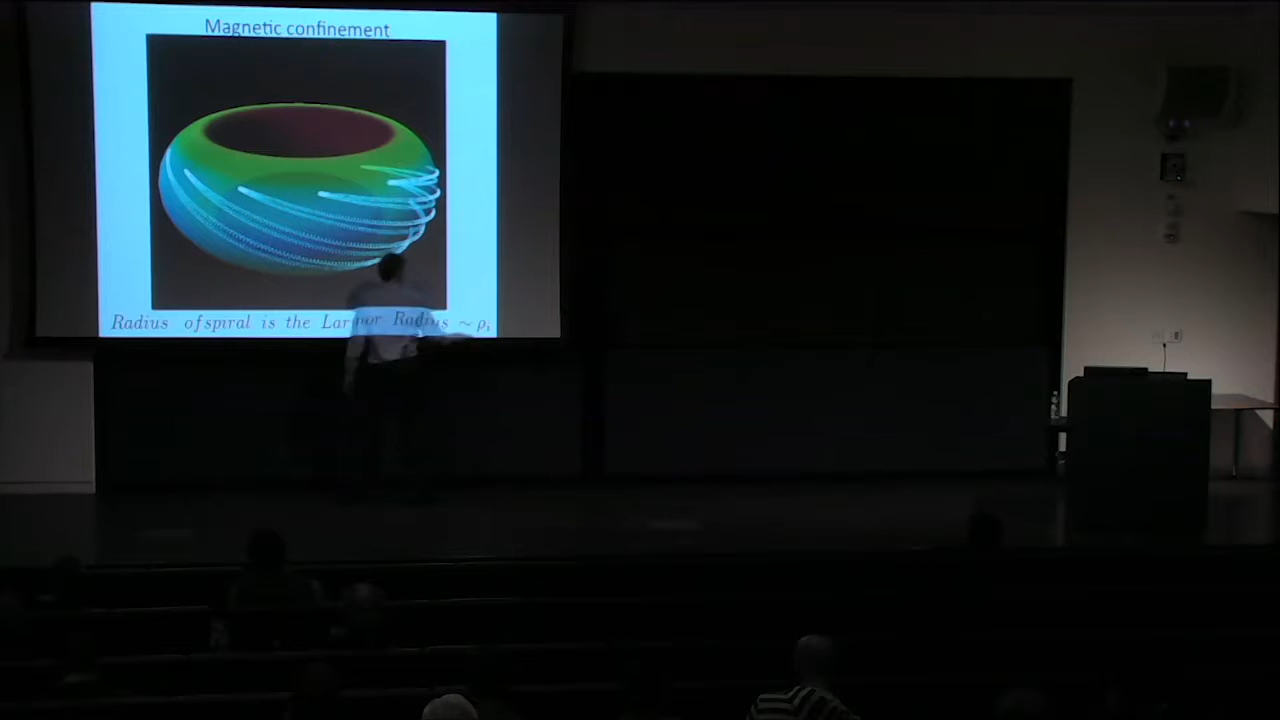 Magnetic confinement
Radius of spiral is the Larmor Radius ~ ρᵢ